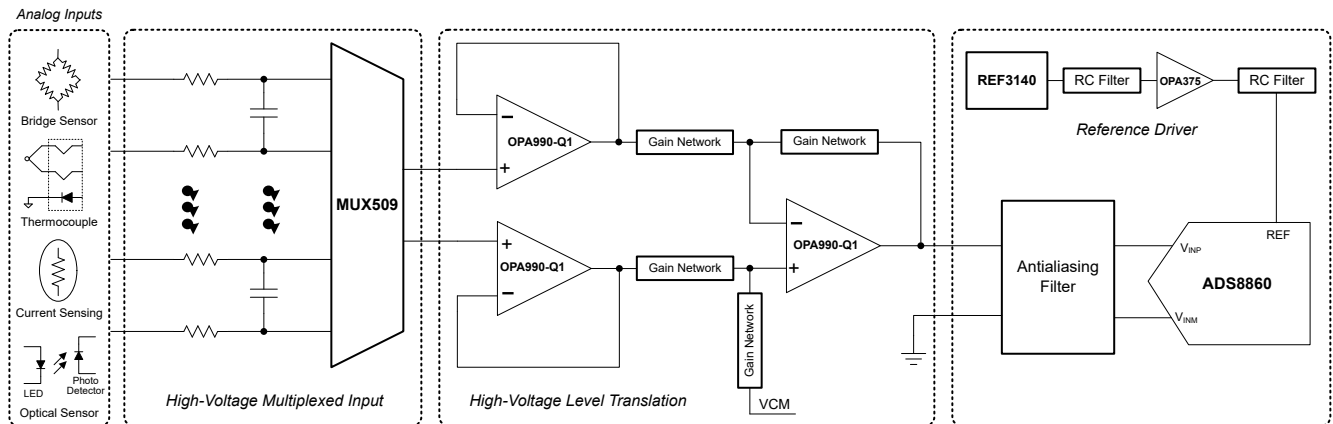 Analog Inputs
Bridge Sensor
Thermocouple
Current Sensing
LED
Photo
Detector
Optical Sensor
MUX509
High-Voltage Multiplexed Input
OPA990-Q1
OPA990-Q1
Gain Network
Gain Network
OPA990-Q1
Gain Network
Gain Network
VCM
High-Voltage Level Translation
REF3140
RC Filter
OPA375
RC Filter
Reference Driver
Antialiasing
Filter
REF
VINP
ADS8860
VINM